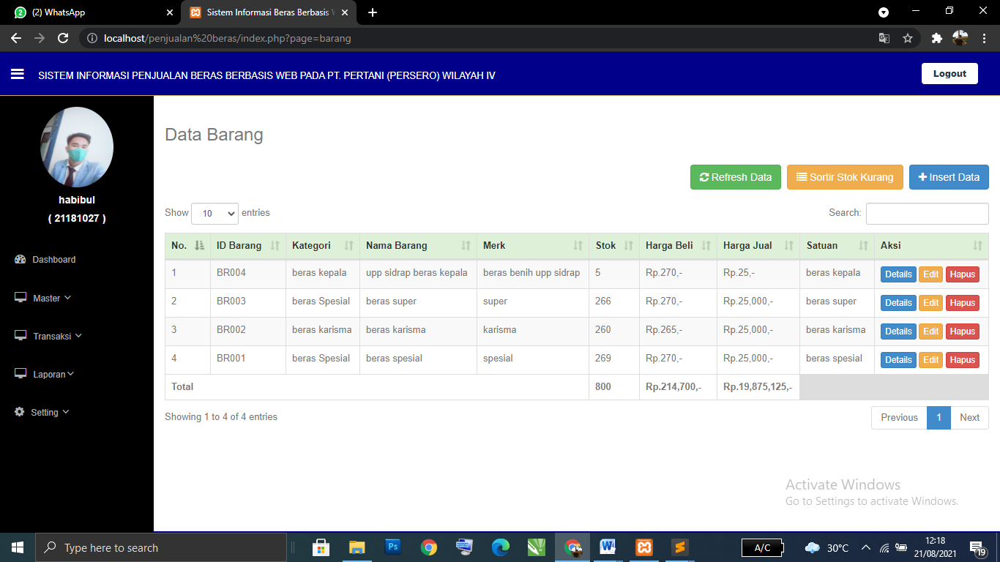 (2) WhatsApp
Sistem Informasi Beras Berbasis
localhost/penjualan%20beras/index.php?page=barang
SISTEM INFORMASI PENJUALAN BERAS BERBASIS WEB PADA PT. PERTANI (PERSERO) WILAYAH IV
Logout
habibul
( 21181027 )
Dashboard
Master
Transaksi
Laporan
Setting
Data Barang
Refresh Data Sortir Stok Kurang Insert Data
Show 10 entries Search:
No. ID Barang Kategori Nama Barang Merk Stok Harga Beli Harga Jual Satuan Aksi
1 BR004 beras kepala upp sidrap beras kepala beras benih upp sidrap 5 Rp.270,- Rp.25,- beras kepala Details Edit Hapus
2 BR003 beras Spesial beras super super 266 Rp.270,- Rp.25,000,- beras super Details Edit Hapus
3 BR002 beras karisma beras karisma karisma 260 Rp.265,- Rp.25,000,- beras karisma Details Edit Hapus
4 BR001 beras Spesial beras spesial spesial 269 Rp.270,- Rp.25,000,- beras spesial Details Edit Hapus
Total 800 Rp.214,700,- Rp.19,875,125,-
Showing 1 to 4 of 4 entries
Previous 1 Next
Activate Windows
Go to Settings to activate Windows.
Type here to search
A/C
30°C
12:18
21/08/2021
19